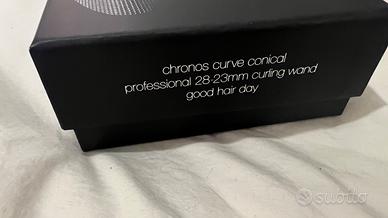 chronos curve conical
professional 28-23mm curling wand
good hair day
subito